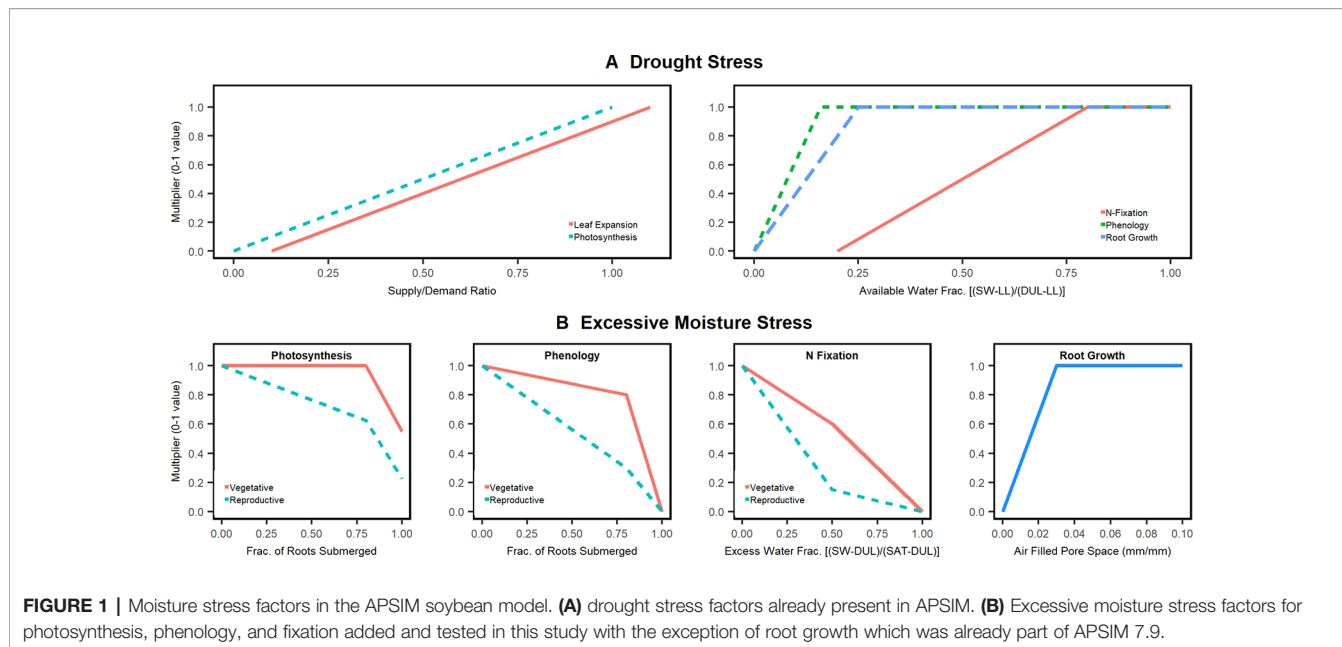 A Drought Stress
Multiplier (0-1 value)
1.0
0.8
0.6
0.4
0.2
0.0
Leaf Expansion
Photosynthesis
0.00 0.25 0.50 0.75 1.00
Supply/Demand Ratio
1.0
0.8
0.6
0.4
0.2
0.0
N-Fixation
Phenology
Root Growth
0.00 0.25 0.50 0.75 1.00
Available Water Frac. [(SW-LL)/(DUL-LL)]
B Excessive Moisture Stress
Multiplier (0-1 value)
Photosynthesis
1.0
0.8
0.6
0.4
0.2
0.0
Vegetative
Reproductive
0.00 0.25 0.50 0.75 1.00
Frac. of Roots Submerged
Phenology
1.0
0.8
0.6
0.4
0.2
0.0
Vegetative
Reproductive
0.00 0.25 0.50 0.75 1.00
Frac. of Roots Submerged
N Fixation
1.0
0.8
0.6
0.4
0.2
0.0
Vegetative
Reproductive
0.00 0.25 0.50 0.75 1.00
Excess Water Frac. [(SW-DUL)/(SAT-DUL)]
Root Growth
1.0
0.8
0.6
0.4
0.2
0.0
0.00 0.02 0.04 0.06 0.08 0.10
Air Filled Pore Space (mm/mm)
FIGURE 1 | Moisture stress factors in the APSIM soybean model. (A) drought stress factors already present in APSIM. (B) Excessive moisture stress factors for
photosynthesis, phenology, and fixation added and tested in this study with the exception of root growth which was already part of APSIM 7.9.